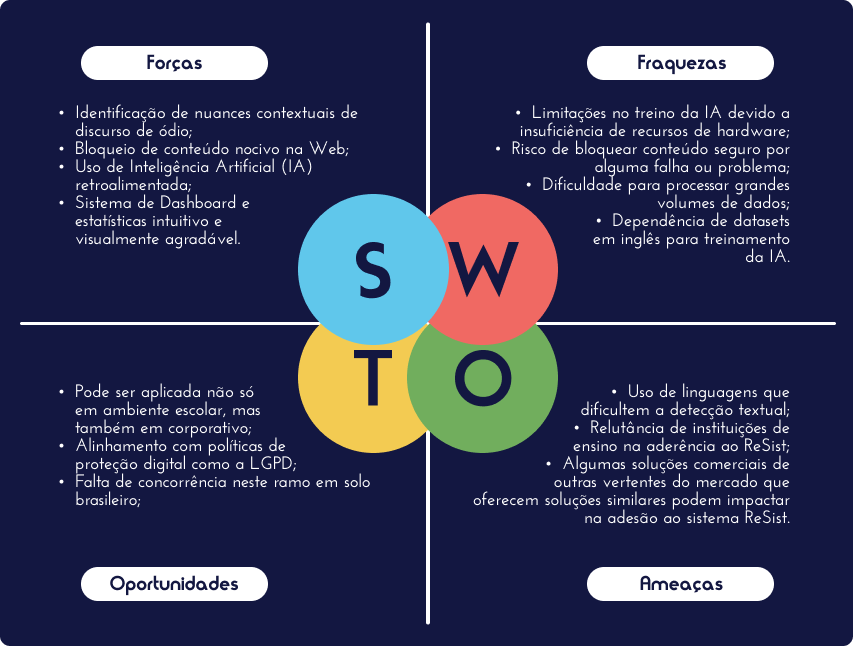 Forças
• Identificação de nuances contextuais de
discurso de ódio;
• Bloqueio de conteúdo nocivo na Web;
• Uso de Inteligência Artificial (IA)
retroalimentada;
• Sistema de Dashboard e
estatísticas intuitivo e
visualmente agradável.
Fraquezas
• Limitações no treino da IA devido a
insuficiência de recursos de hardware;
• Risco de bloquear conteúdo seguro por
alguma falha ou problema;
• Dificuldade para processar grandes
volumes de dados;
• Dependência de datasets
em inglês para treinamento
da IA.
S
W
T
O
• Pode ser aplicada não só
em ambiente escolar, mas
também em corporativo;
• Alinhamento com políticas de
proteção digital como a LGPD;
• Falta de concorrência neste ramo em solo
brasileiro;
Oportunidades
• Uso de linguagens que
dificultem a detecção textual;
• Relutância de instituições de
ensino na aderência ao ReSist;
• Algumas soluções comerciais de
outras vertentes do mercado que
oferecem soluções similares podem impactar
na adesão ao sistema ReSist.
Ameaças